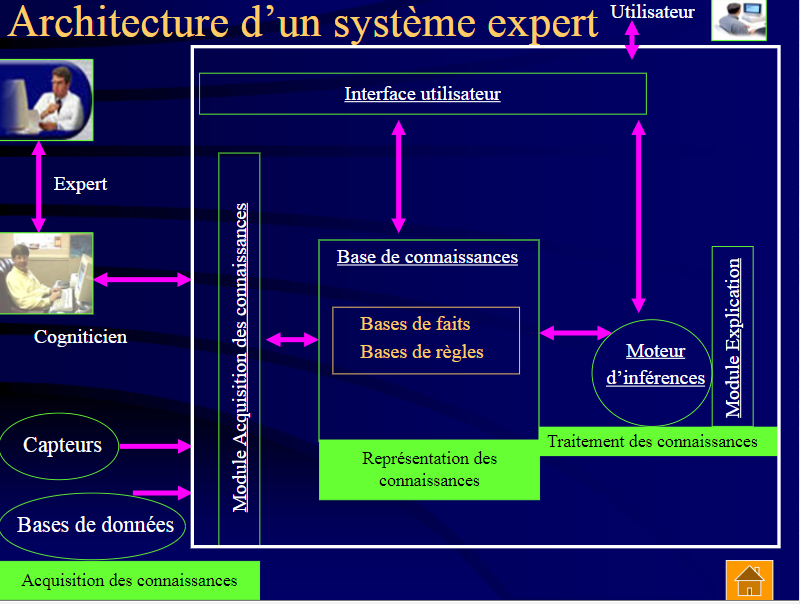 Architecture d'un système expert
Utilisateur
Interface utilisateur
Expert
Cogniticien
Module Acquisition des connaissances
Base de connaissances
Bases de faits
Bases de règles
Moteur
d'inférences
Module Explication
Capteurs
Bases de données
Représentation des
connaissances
Traitement des connaissances
Acquisition des connaissances